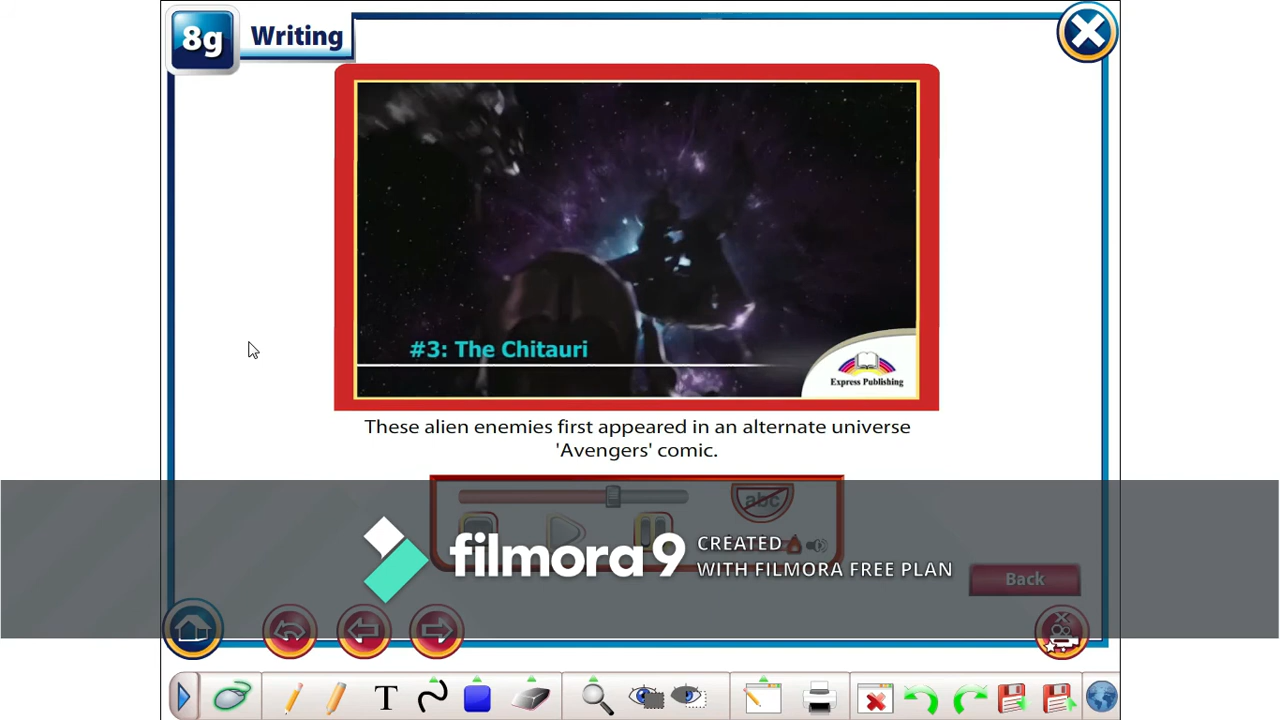 8g
Writing
#3: The Chitauri
Express Publishing
These alien enemies first appeared in an alternate universe
'Avengers' comic.
abc
filmora9
CREATED
WITH FILMORA FREE PLAN
Back
T